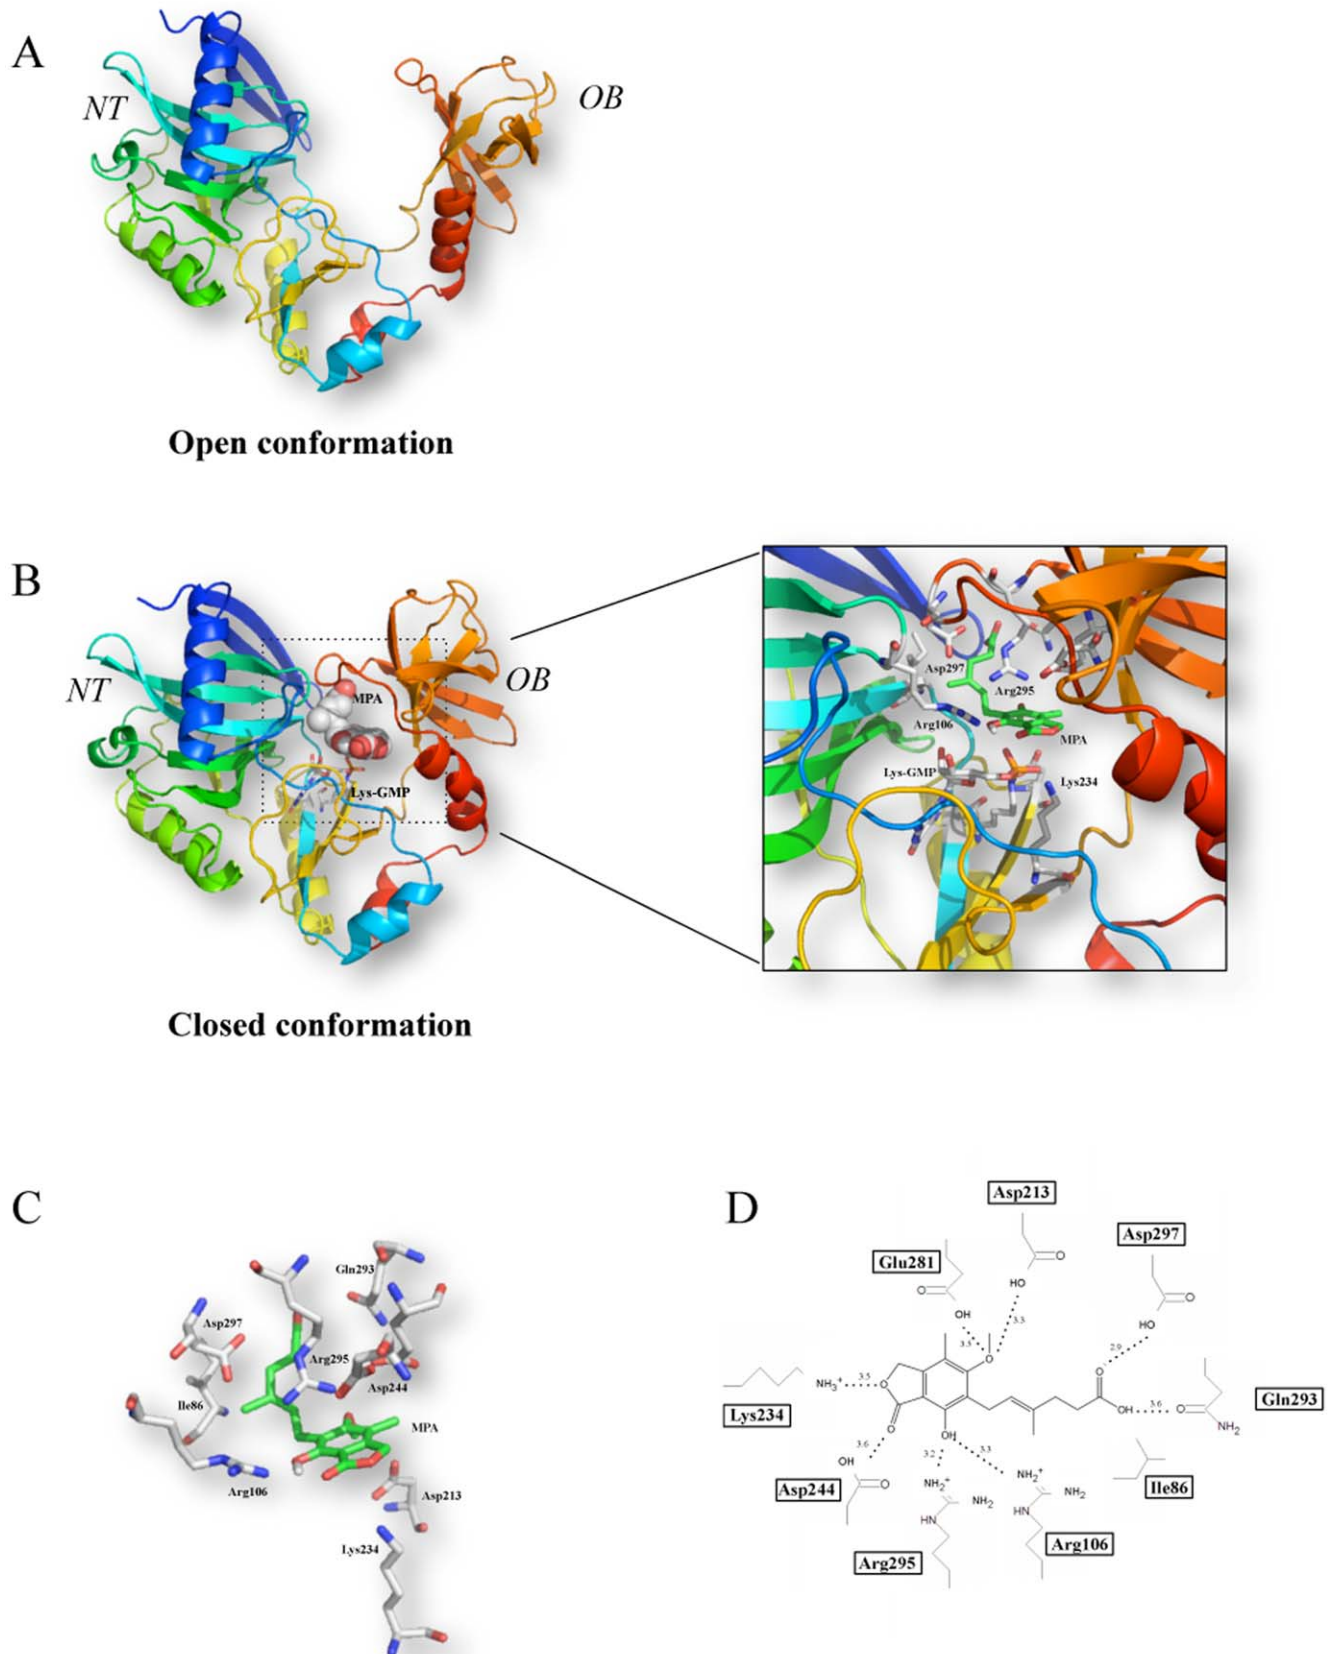 A
NT
OB
Open conformation
B
NT
OB
MPA
Lys-GMP
Asp297
Arg295
Arg106
MPA
Lys-GMP
Lys234
Closed conformation
C
Gln293
Asp297
Arg295
Asp244
Ile86
MPA
Arg106
Asp213
Lys234
D
Asp213
Asp297
Glu281
O
O
O
HO
OH
HO
3.3
3.3
2.9
O
O
NH3+
3.5
O
OH
3.6
O
Gln293
Lys234
O
NH2
3.6
OH
3.2
3.3
OH
O
NH2+
NH2
NH2+
NH2
Ile86
Asp244
HN
HN
Arg106
Arg295